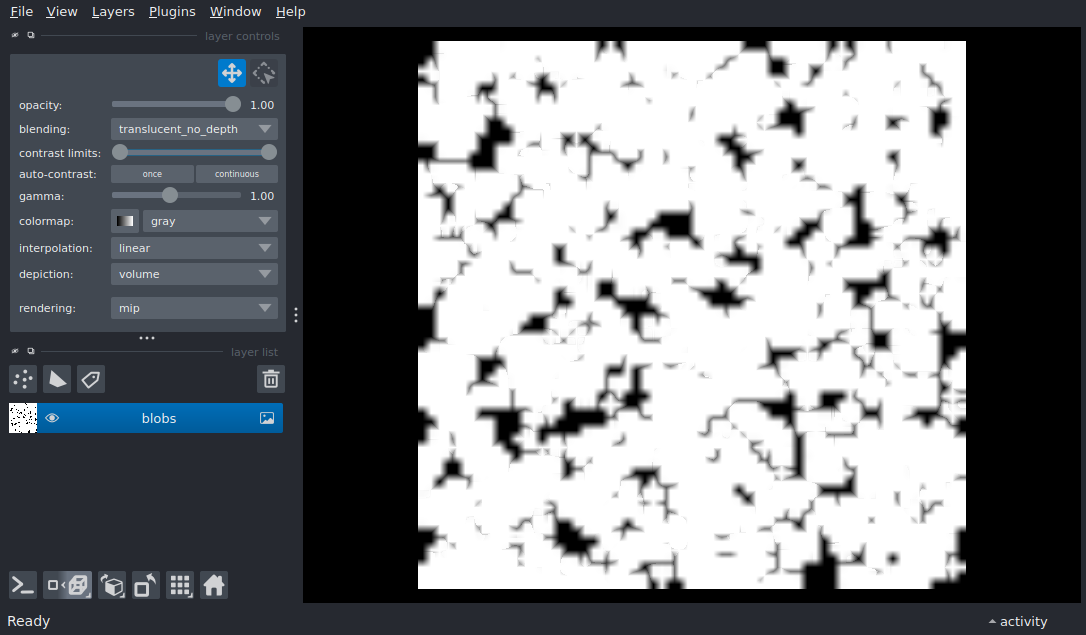 File View Layers Plugins Window Help
layer controls
opacity: 1.00
blending: translucent_no_depth
contrast limits:
auto-contrast: once continuous
gamma: 1.00
colormap: gray
interpolation: linear
depiction: volume
rendering: mip
layer list
blobs
Ready
activity